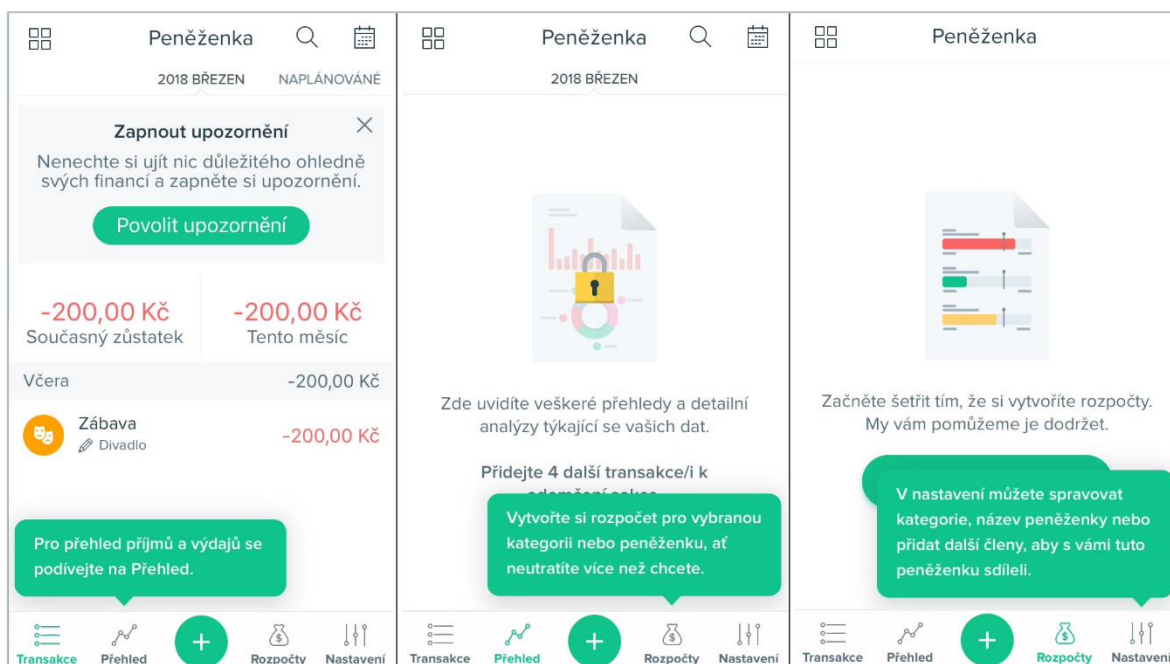 Peněženka
2018 BŘEZEN NAPLÁNOVÁNÉ
Zapnout upozornění
Nenechte si ujít nic důležitého ohledně
svých financí a zapněte si upozornění.
Povolit upozornění
-200,00 Kč -200,00 Kč
Současný zůstatek Tento měsíc
Včera -200,00 Kč
Zábava
Divadlo
-200,00 Kč
Pro přehled příjmů a výdajů se
podívejte na Přehled.
Transakce Přehled + Rozpočty Nastavení
Peněženka
2018 BŘEZEN
Zde uvidíte veškeré přehledy a detailní
analýzy týkající se vašich dat.
Přidejte 4 další transakce/i k
Vytvořte si rozpočet pro vybranou
kategorii nebo peněženku, ať
neutratíte více než chcete.
Transakce Přehled + Rozpočty Nastavení
Peněženka
Začněte šetřit tím, že si vytvoříte rozpočty.
My vám pomůžeme je dodržet.
V nastavení můžete spravovat
kategorie, název peněženky nebo
přidat další členy, aby s vámi tuto
peněženku sdíleli.
Transakce Přehled + Rozpočty Nastavení